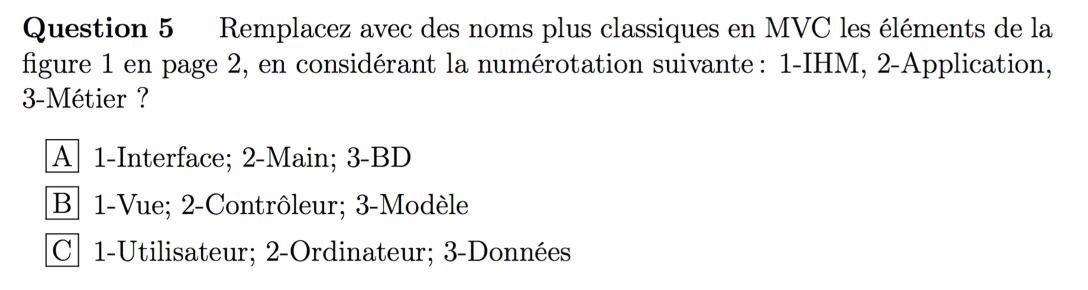 Question 5 Remplacez avec des noms plus classiques en MVC les éléments de la
figure 1 en page 2, en considérant la numérotation suivante : 1-IHM, 2-Application,
3-Métier ?
A 1-Interface; 2-Main; 3-BD
B 1-Vue; 2-Contrôleur; 3-Modèle
C 1-Utilisateur; 2-Ordinateur; 3-Données